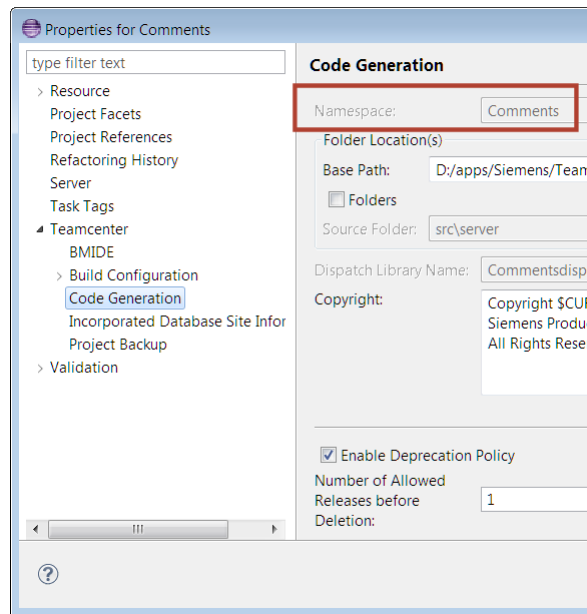 Properties for Comments
type filter text
Resource
Project Facets
Project References
Refactoring History
Server
Task Tags
Teamcenter
BMIDE
Build Configuration
Code Generation
Incorporated Database Site Infor
Project Backup
Validation
Code Generation
Namespace: Comments
Folder Location(s)
Base Path: D:/apps/Siemens/Team
Folders
Source Folder: src\server
Dispatch Library Name: Commentsdisp
Copyright: Copyright $CU
Siemens Produ
All Rights Rese
Enable Deprecation Policy
Number of Allowed
Releases before
Deletion:
1